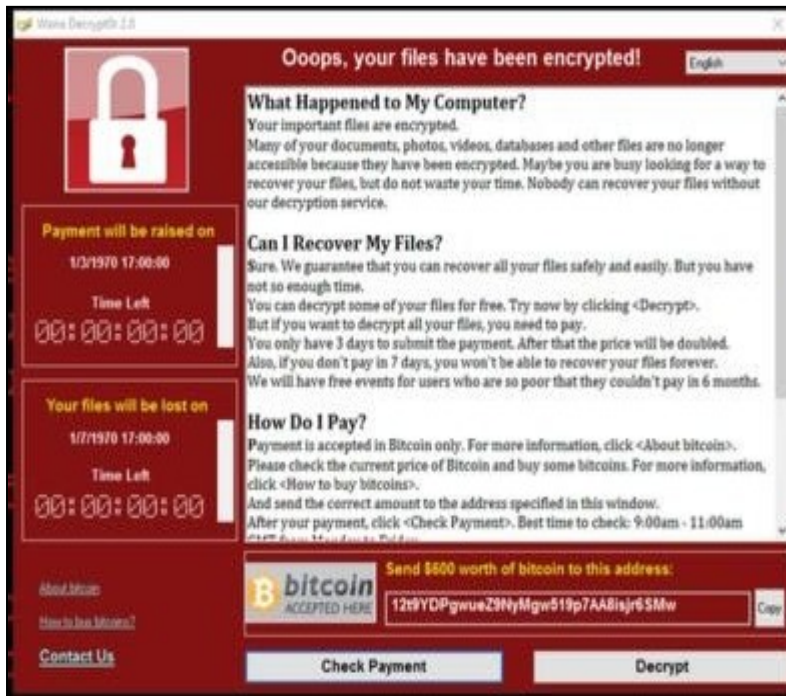 Wana Decrypt0r 2.0
Ooops, your files have been encrypted!
English
What Happened to My Computer?
Your important files are encrypted.
Many of your documents, photos, videos, databases and other files are no longer
accessible because they have been encrypted. Maybe you are busy looking for a way to
recover your files, but do not waste your time. Nobody can recover your files without
our decryption service.
Can I Recover My Files?
Sure. We guarantee that you can recover all your files safely and easily. But you have
not so enough time.
You can decrypt some of your files for free. Try now by clicking <Decrypt>.
But if you want to decrypt all your files, you need to pay.
You only have 3 days to submit the payment. After that the price will be doubled.
Also, if you don't pay in 7 days, you won't be able to recover your files forever.
We will have free events for users who are so poor that they couldn't pay in 6 months.
How Do I Pay?
Payment is accepted in Bitcoin only. For more information, click <About bitcoin>.
Please check the current price of Bitcoin and buy some bitcoins. For more information,
click <How to buy bitcoins>.
And send the correct amount to the address specified in this window.
After your payment, click <Check Payment>. Best time to check: 9:00am - 11:00am
GMT from Monday to Friday
Payment will be raised on
1/3/1970 17:00:00
Time Left
00:00:00:00
Your files will be lost on
1/7/1970 17:00:00
Time Left
00:00:00:00
About bitcoin
How to buy bitcoins?
Contact Us
bitcoin
ACCEPTED HERE
Send $600 worth of bitcoin to this address:
12t9YDPgwueZ9NyMgw519p7AA8isjr6SMw
Copy
Check Payment
Decrypt